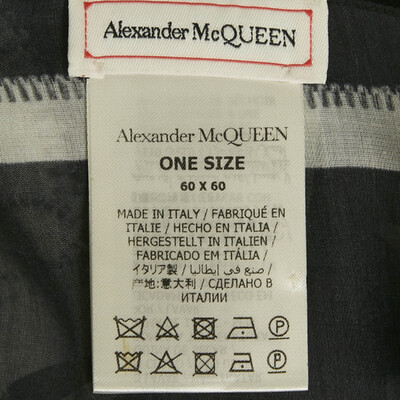 Alexander McQUEEN
Alexander McQUEEN
ONE SIZE
60 X 60
MADE IN ITALY / FABRIQUÉ EN
ITALIE / HECHO EN ITALIA /
HERGESTELLT IN ITALIEN /
FABRICADO EM ITÁLIA /
イタリア製 / صنع في إيطاليا /
产地:意大利 / СДЕЛАНО В
ИТАЛИИ
P P
P P